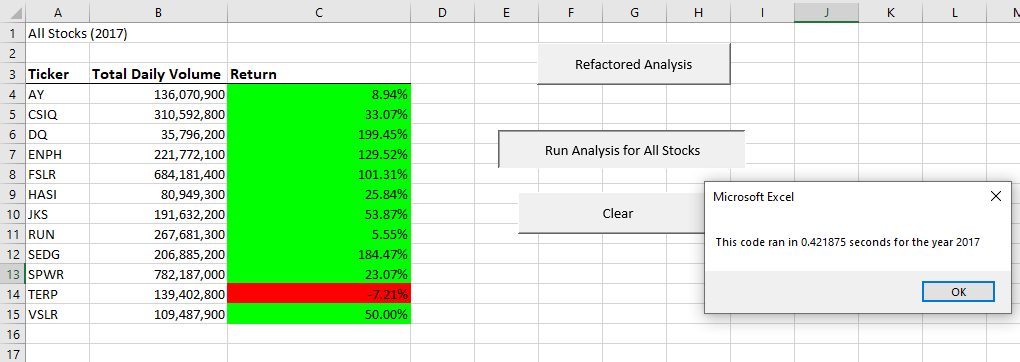 A B C D E F G H I J K L
1 All Stocks (2017)
2
3 Ticker Total Daily Volume Return
4 AY 136,070,900 8.94%
5 CSIQ 310,592,800 33.07%
6 DQ 35,796,200 199.45%
7 ENPH 221,772,100 129.52%
8 FSLR 684,181,400 101.31%
9 HASI 80,949,300 25.84%
10 JKS 191,632,200 53.87%
11 RUN 267,681,300 5.55%
12 SEDG 206,885,200 184.47%
13 SPWR 782,187,000 23.07%
14 TERP 139,402,800 -7.21%
15 VSLR 109,487,900 50.00%
16
17
Refactored Analysis
Run Analysis for All Stocks
Clear
Microsoft Excel
This code ran in 0.421875 seconds for the year 2017
OK